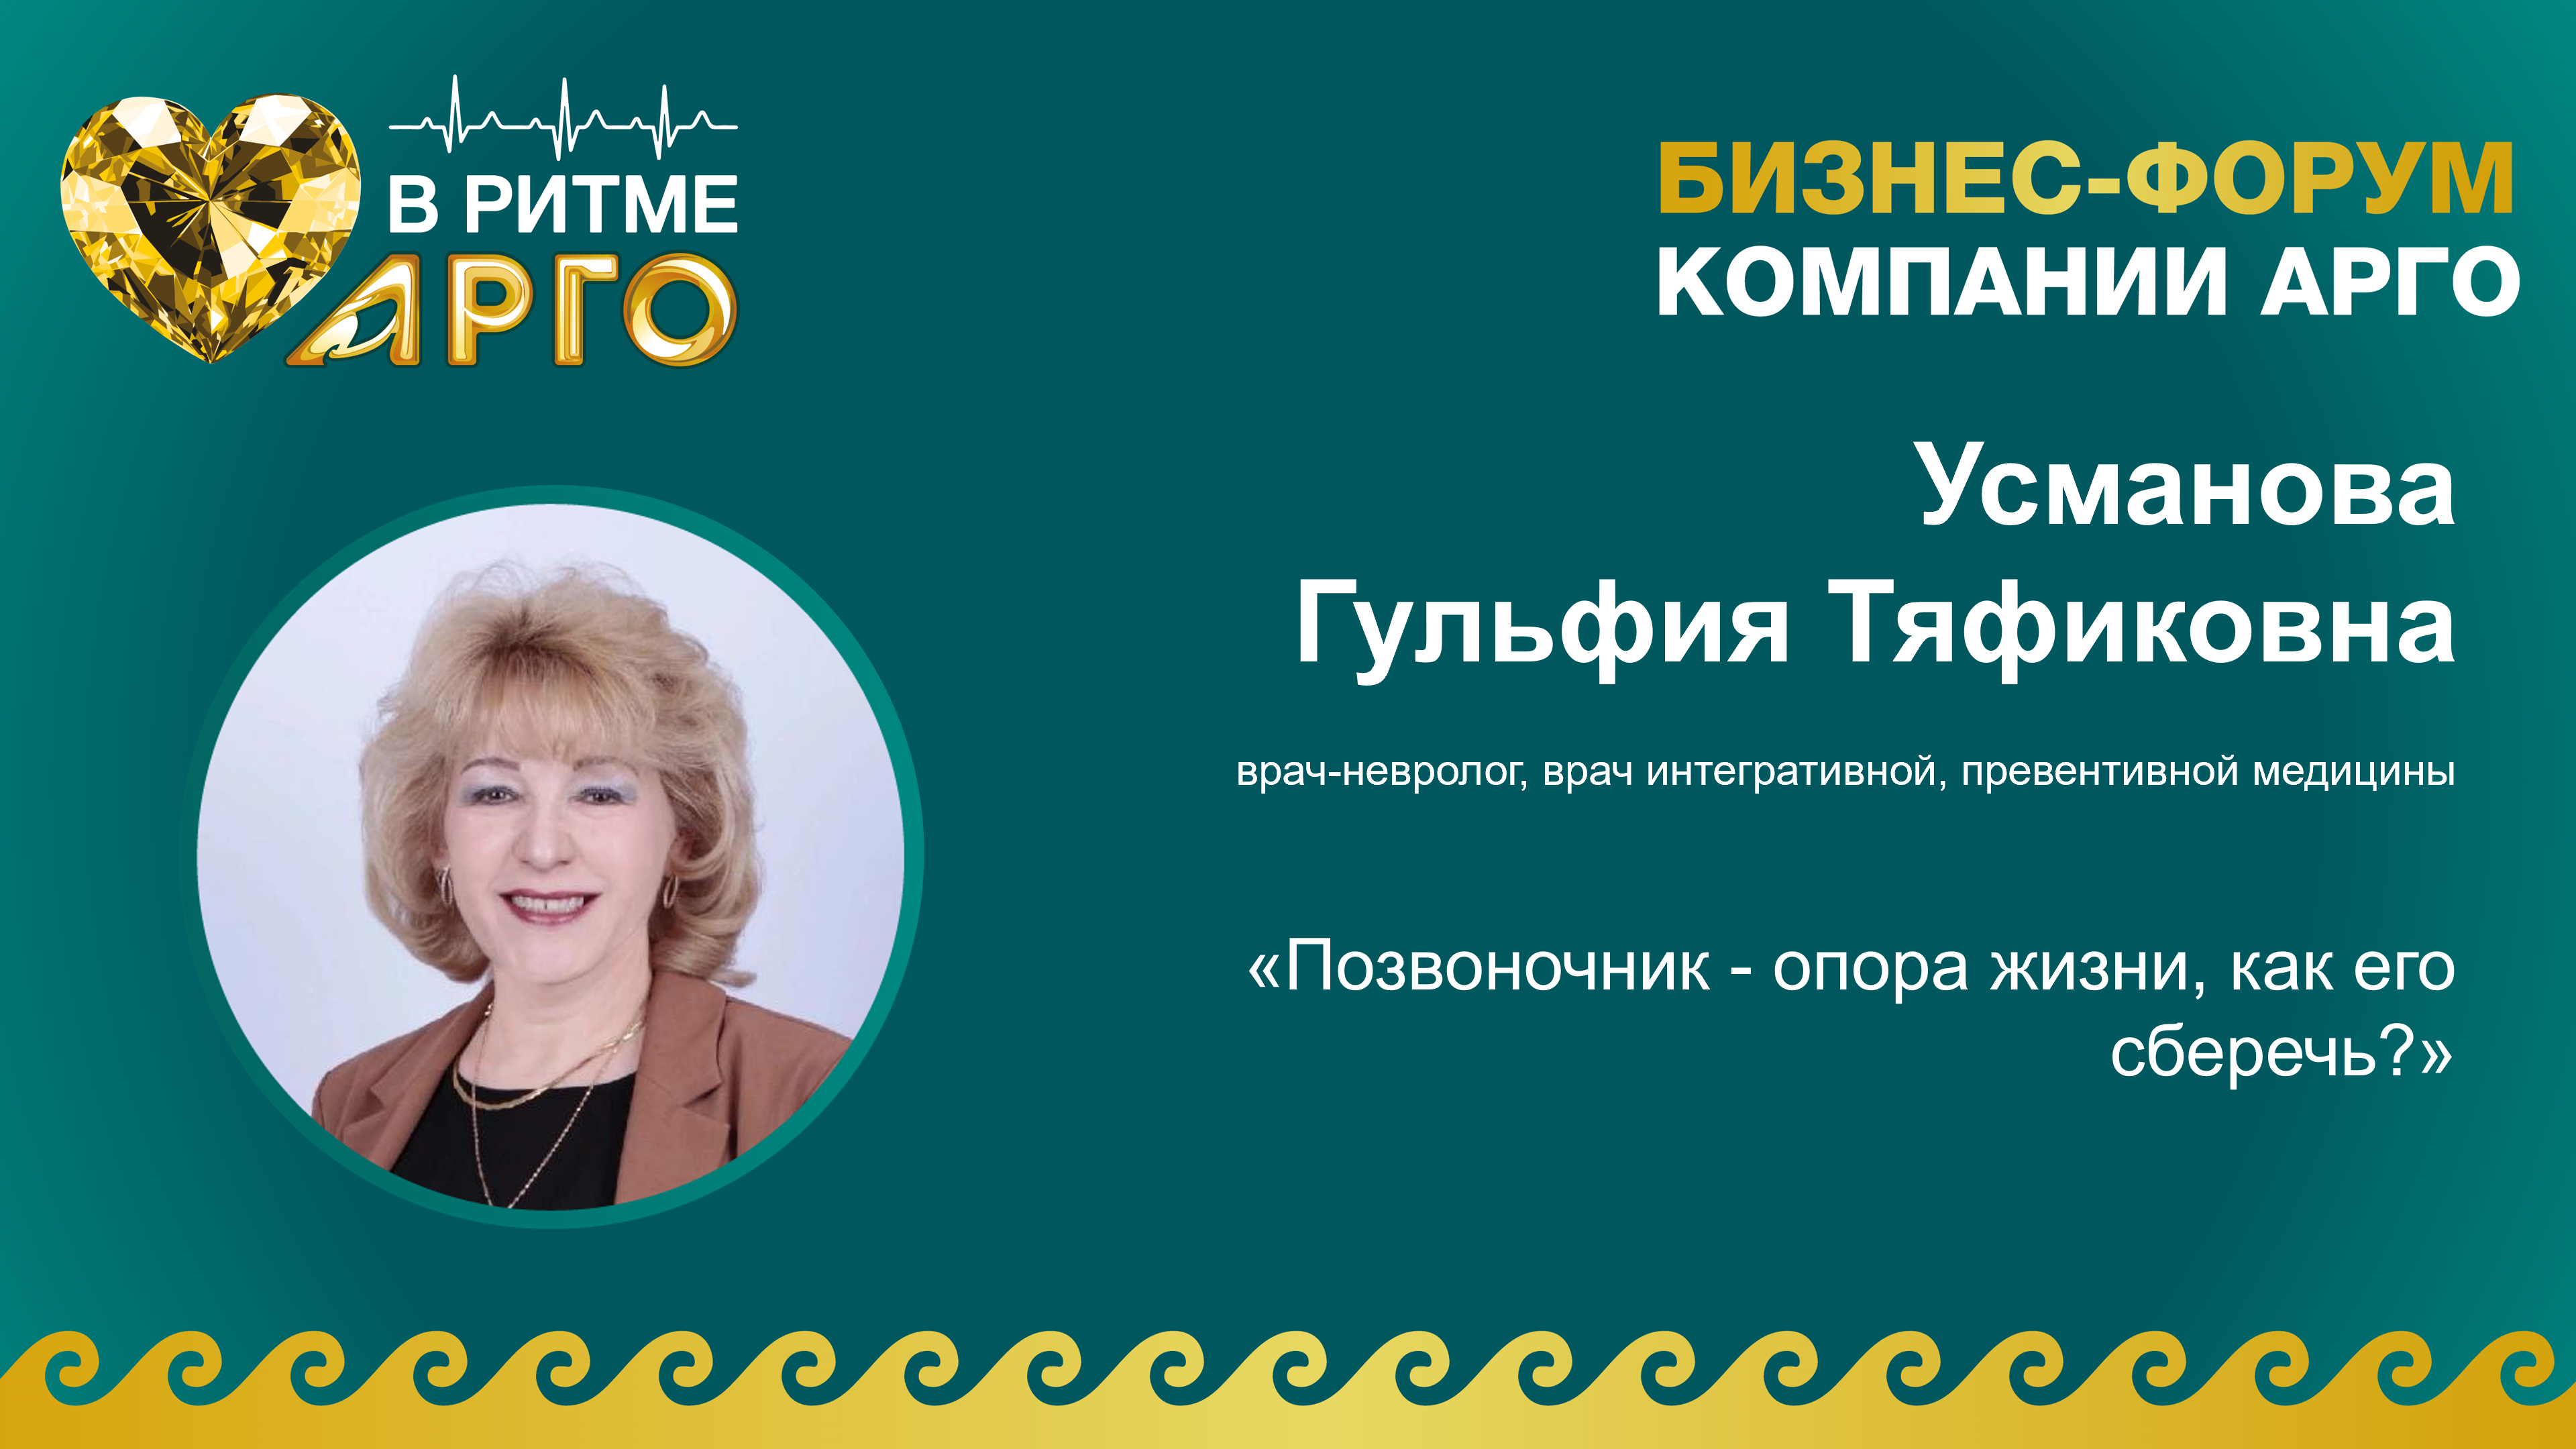 В РИТМЕ
АРГО
БИЗНЕС-ФОРУМ
КОМПАНИИ АРГО
Усманова
Гульфия Тяфиковна
врач-невролог, врач интегративной, превентивной медицины
«Позвоночник - опора жизни, как его
сберечь?»